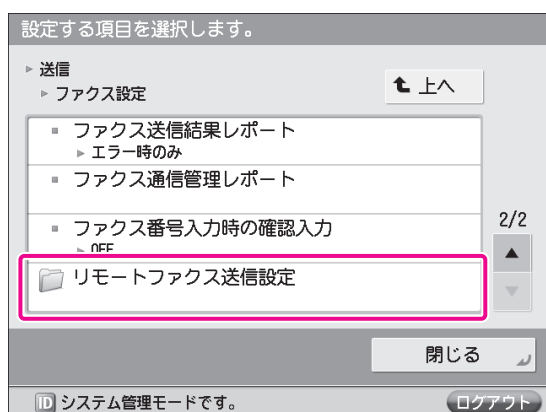 設定する項目を選択します。
送信
ファクス設定
上へ
ファクス送信結果レポート
エラー時のみ
ファクス通信管理レポート
ファクス番号入力時の確認入力
OFF
2/2
リモートファクス送信設定
閉じる
ID システム管理モードです。
ログアウト